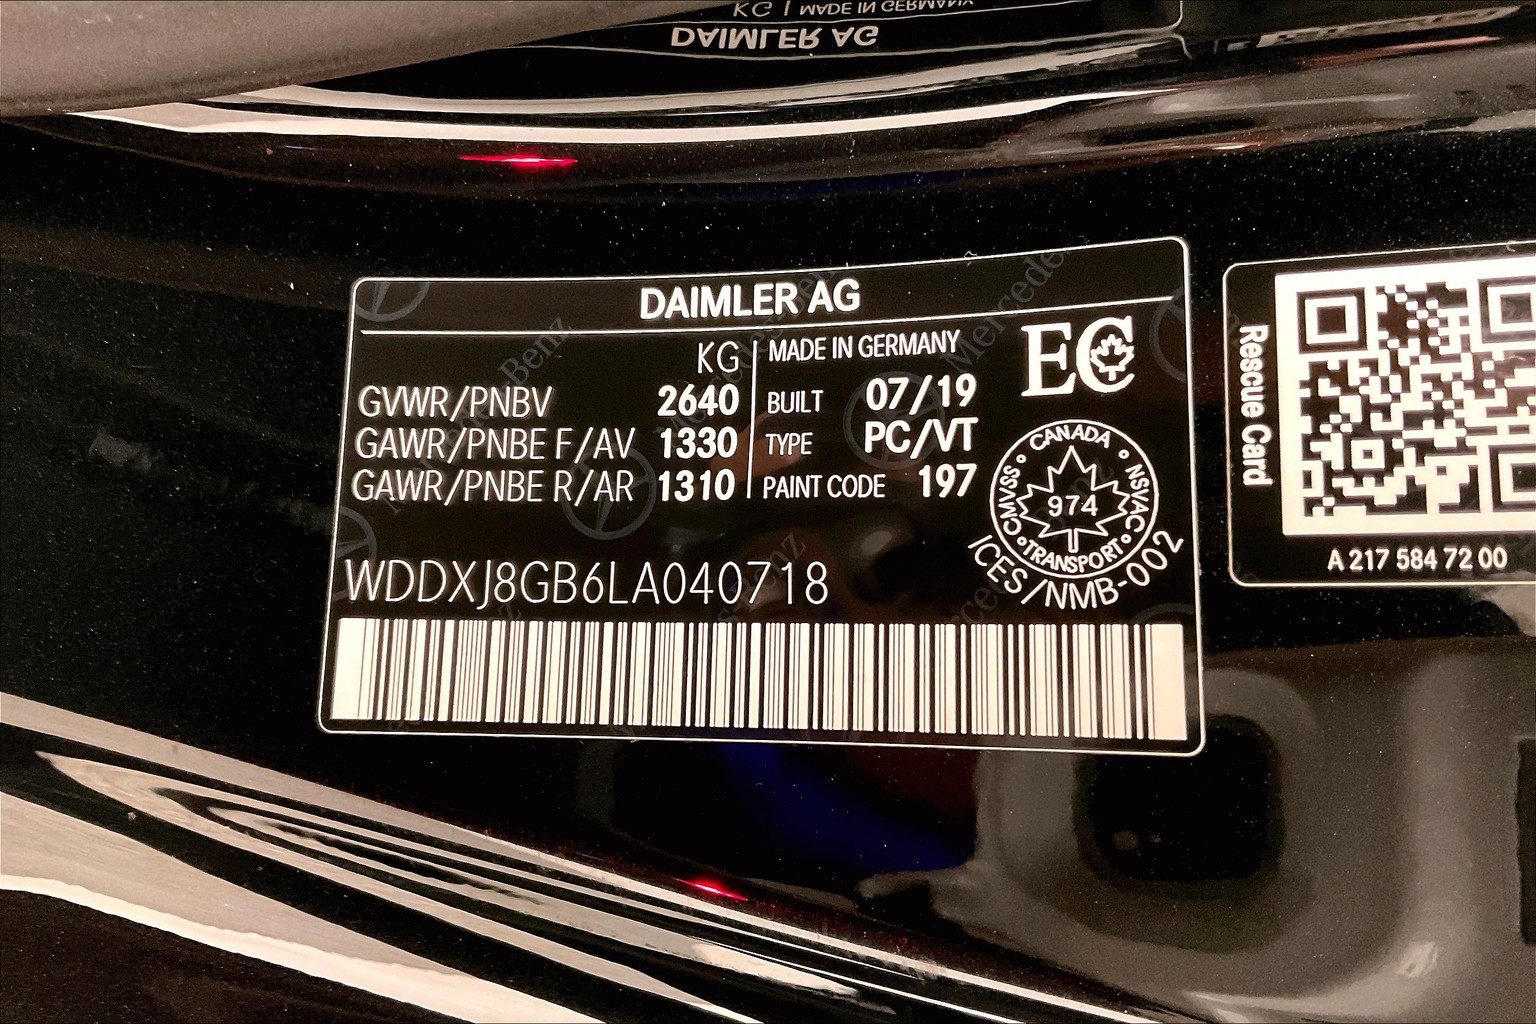 KG | MADE IN GERMANY
DAIMLER AG
DAIMLER AG
KG
GVWR/PNBV 2640
GAWR/PNBE F/AV 1330
GAWR/PNBE R/AR 1310
MADE IN GERMANY
BUILT 07/19
TYPE PC/VT
PAINT CODE 197
EC
CANADA
CMVSS
NSVAC
974
TRANSPORT
ICES/NMB-002
WDDXJ8GB6LA040718
Rescue Card
A 217 584 72 00